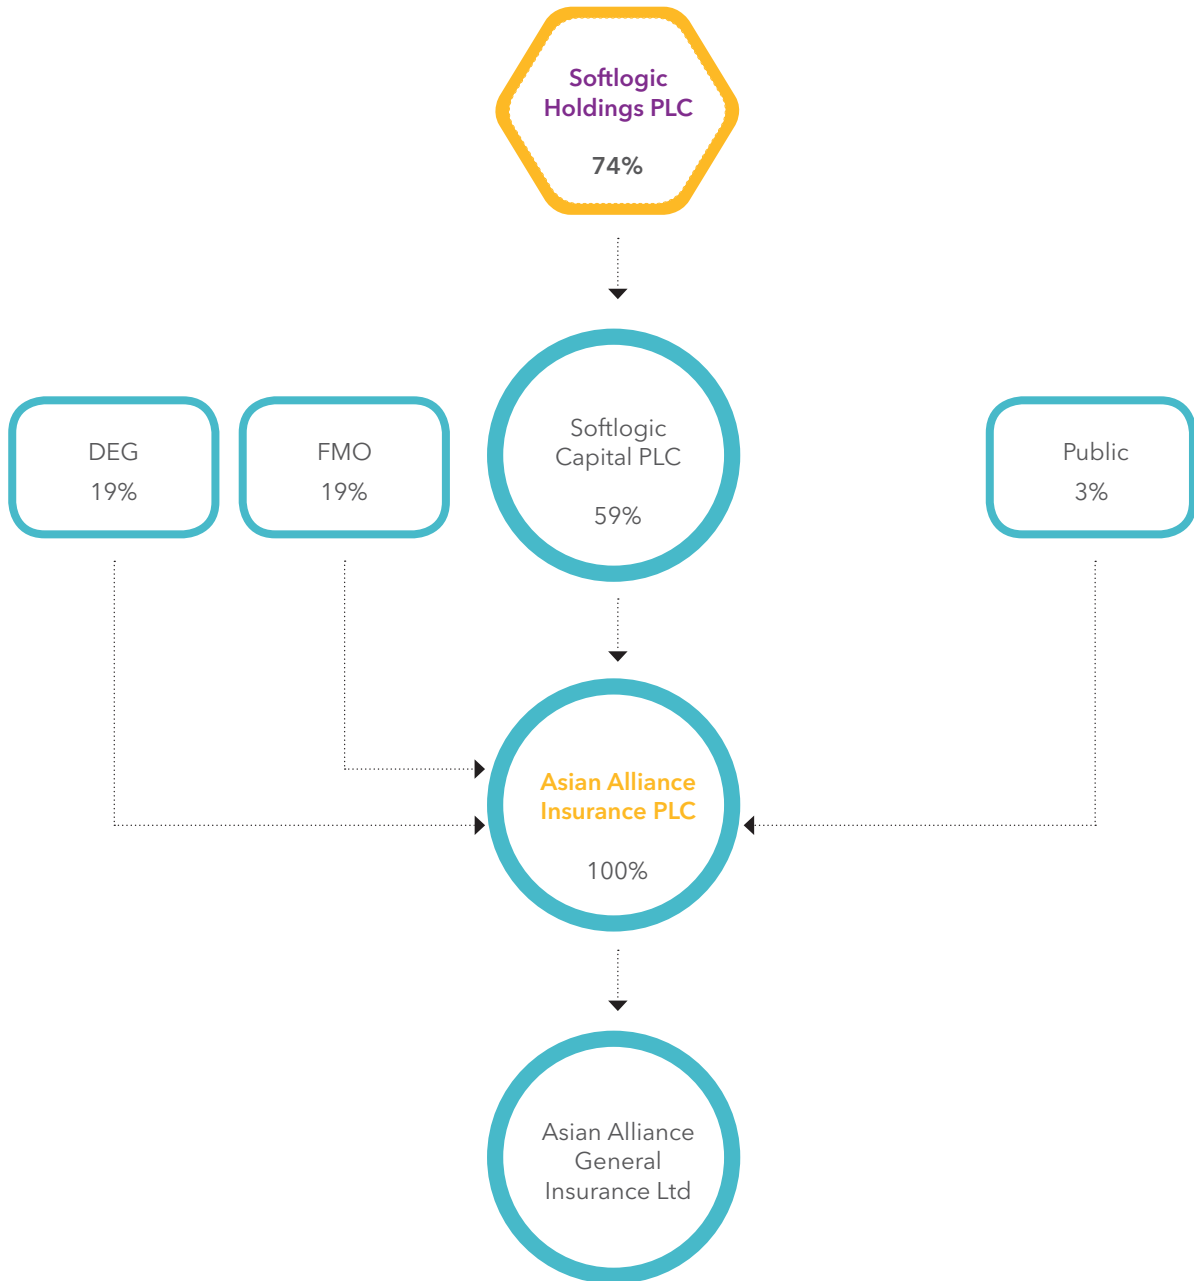 Softlogic
Holdings PLC
74%
DEG
19%
FMO
19%
Softlogic
Capital PLC
59%
Public
3%
Asian Alliance
Insurance PLC
100%
Asian Alliance
General
Insurance Ltd